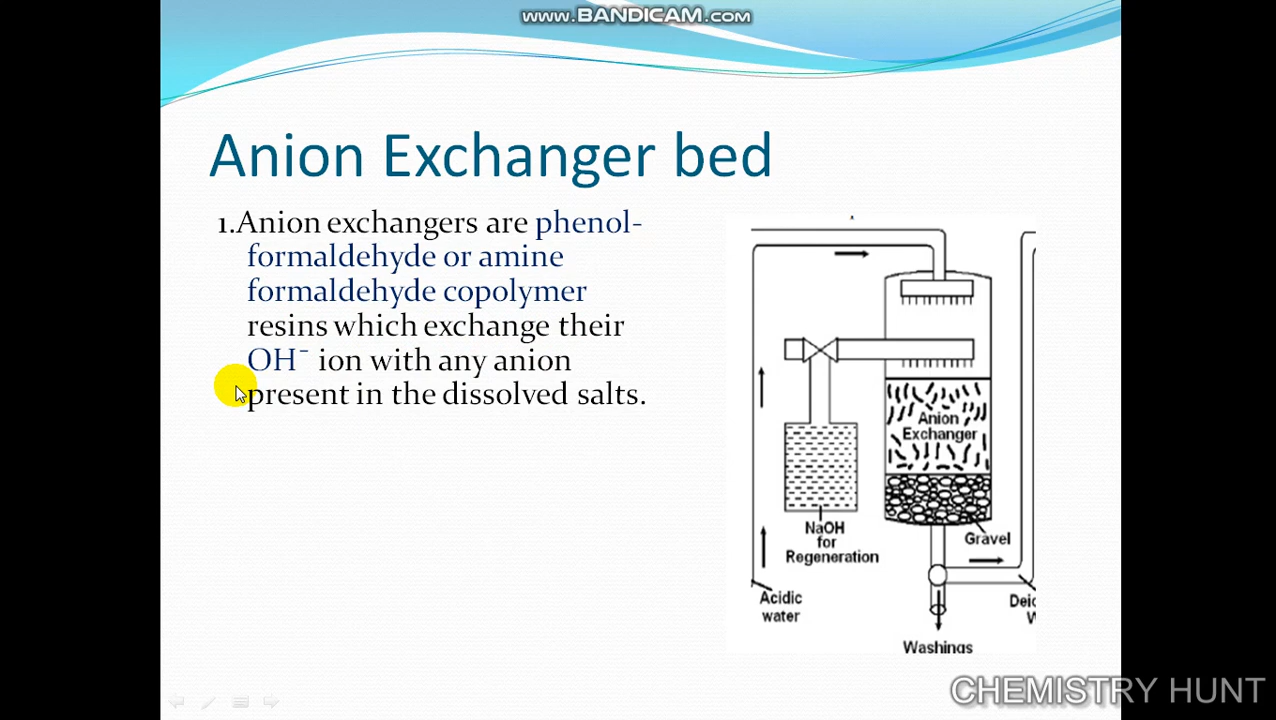 www.BANDICAM.com
Anion Exchanger bed
1.Anion exchangers are phenol-
formaldehyde or amine
formaldehyde copolymer
resins which exchange their
OH⁻ ion with any anion
present in the dissolved salts.
Anion
Exchanger
NaOH
for
Regeneration
Gravel
Acidic
water
Deic
W
Washings
CHEMISTRY HUNT